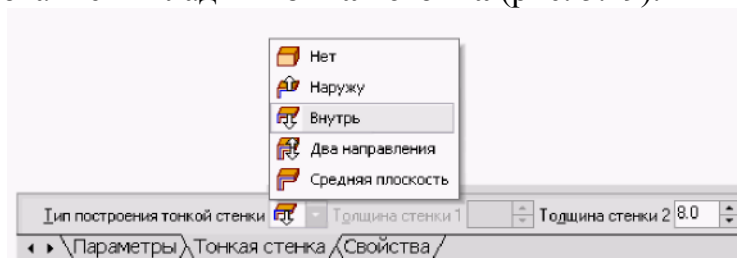 Нет
Наружу
Внутрь
Два направления
Средняя плоскость
Тип построения тонкой стенки Толщина стенки 1 Толщина стенки 2 8.0
Параметры Тонкая стенка Свойства